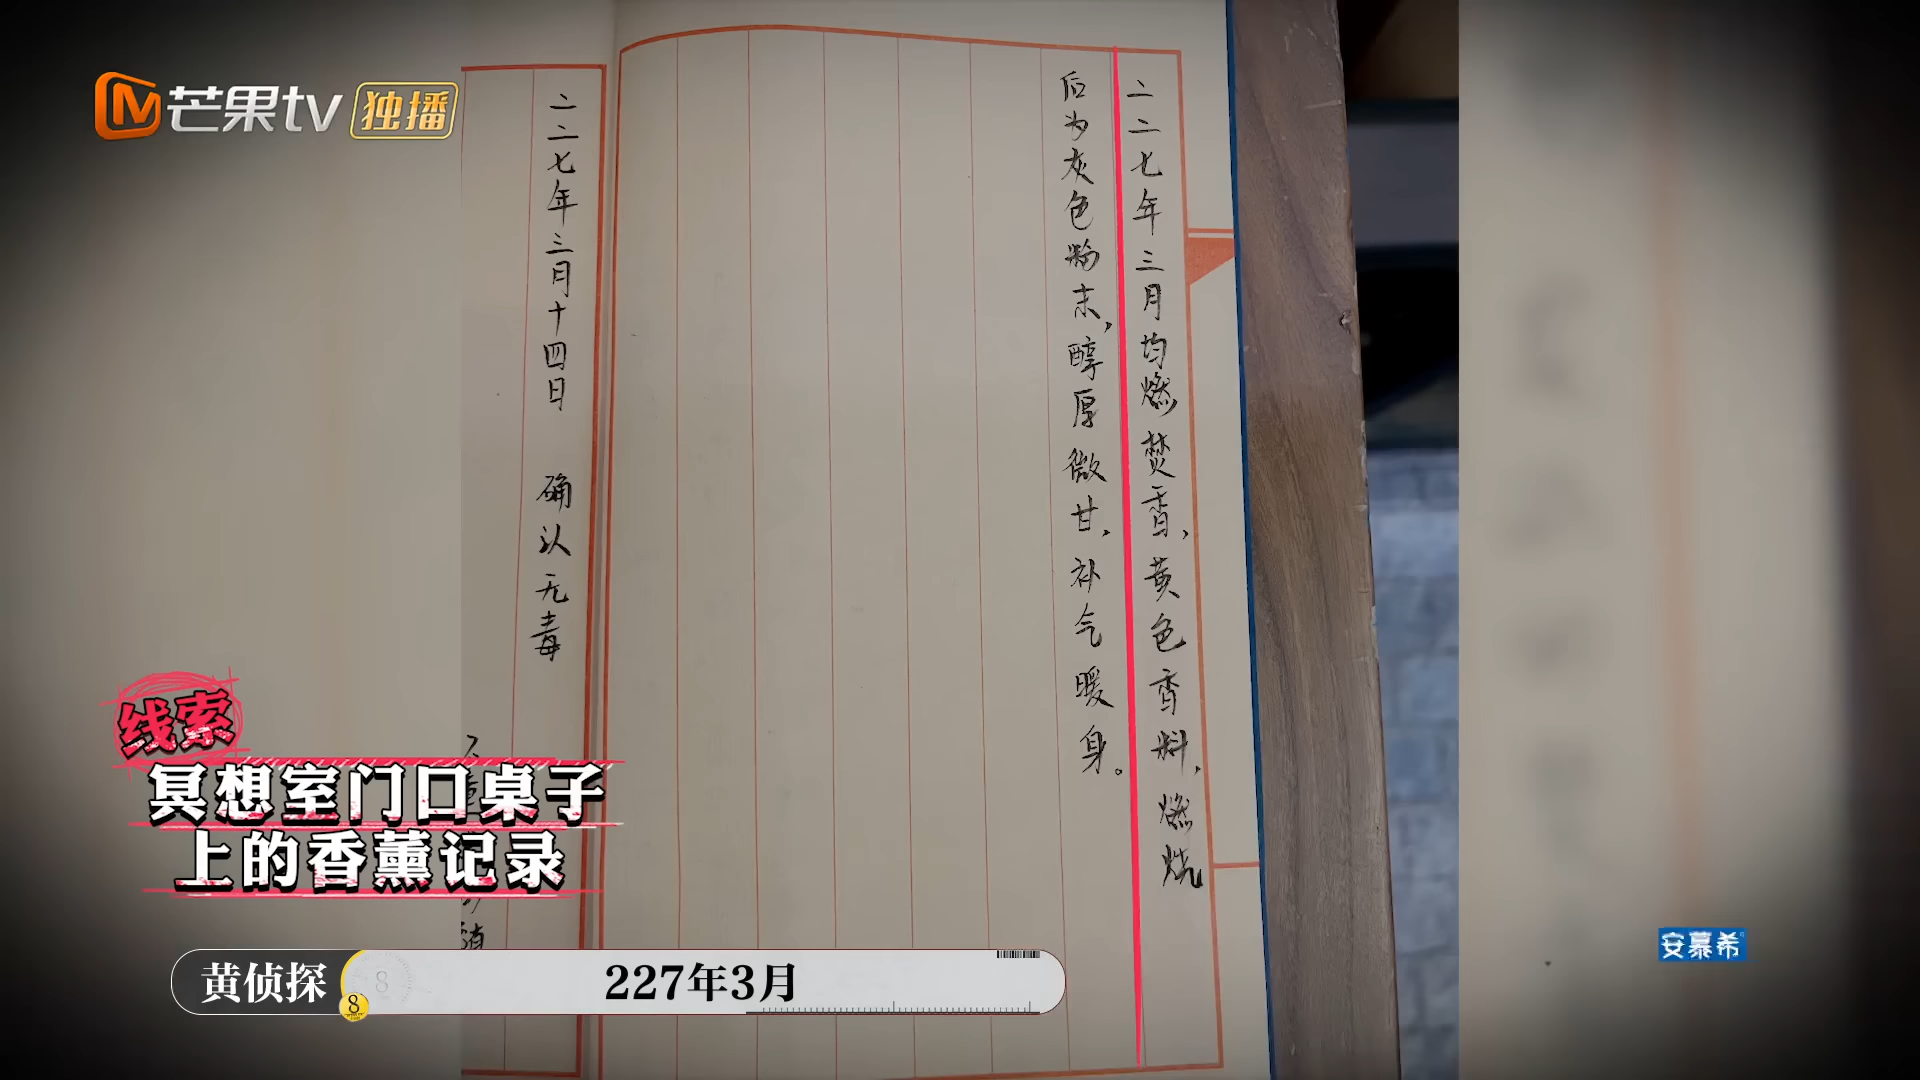 芒果tv 独播
二二七年三月均燃焚香，黄色香料，燃烧
后为灰色粉末，醇厚微甘，补气暖身。
二二七年三月十四日 确认无毒
线索
冥想室门口桌子
上的香薰记录
黄侦探
227年3月
安慕希